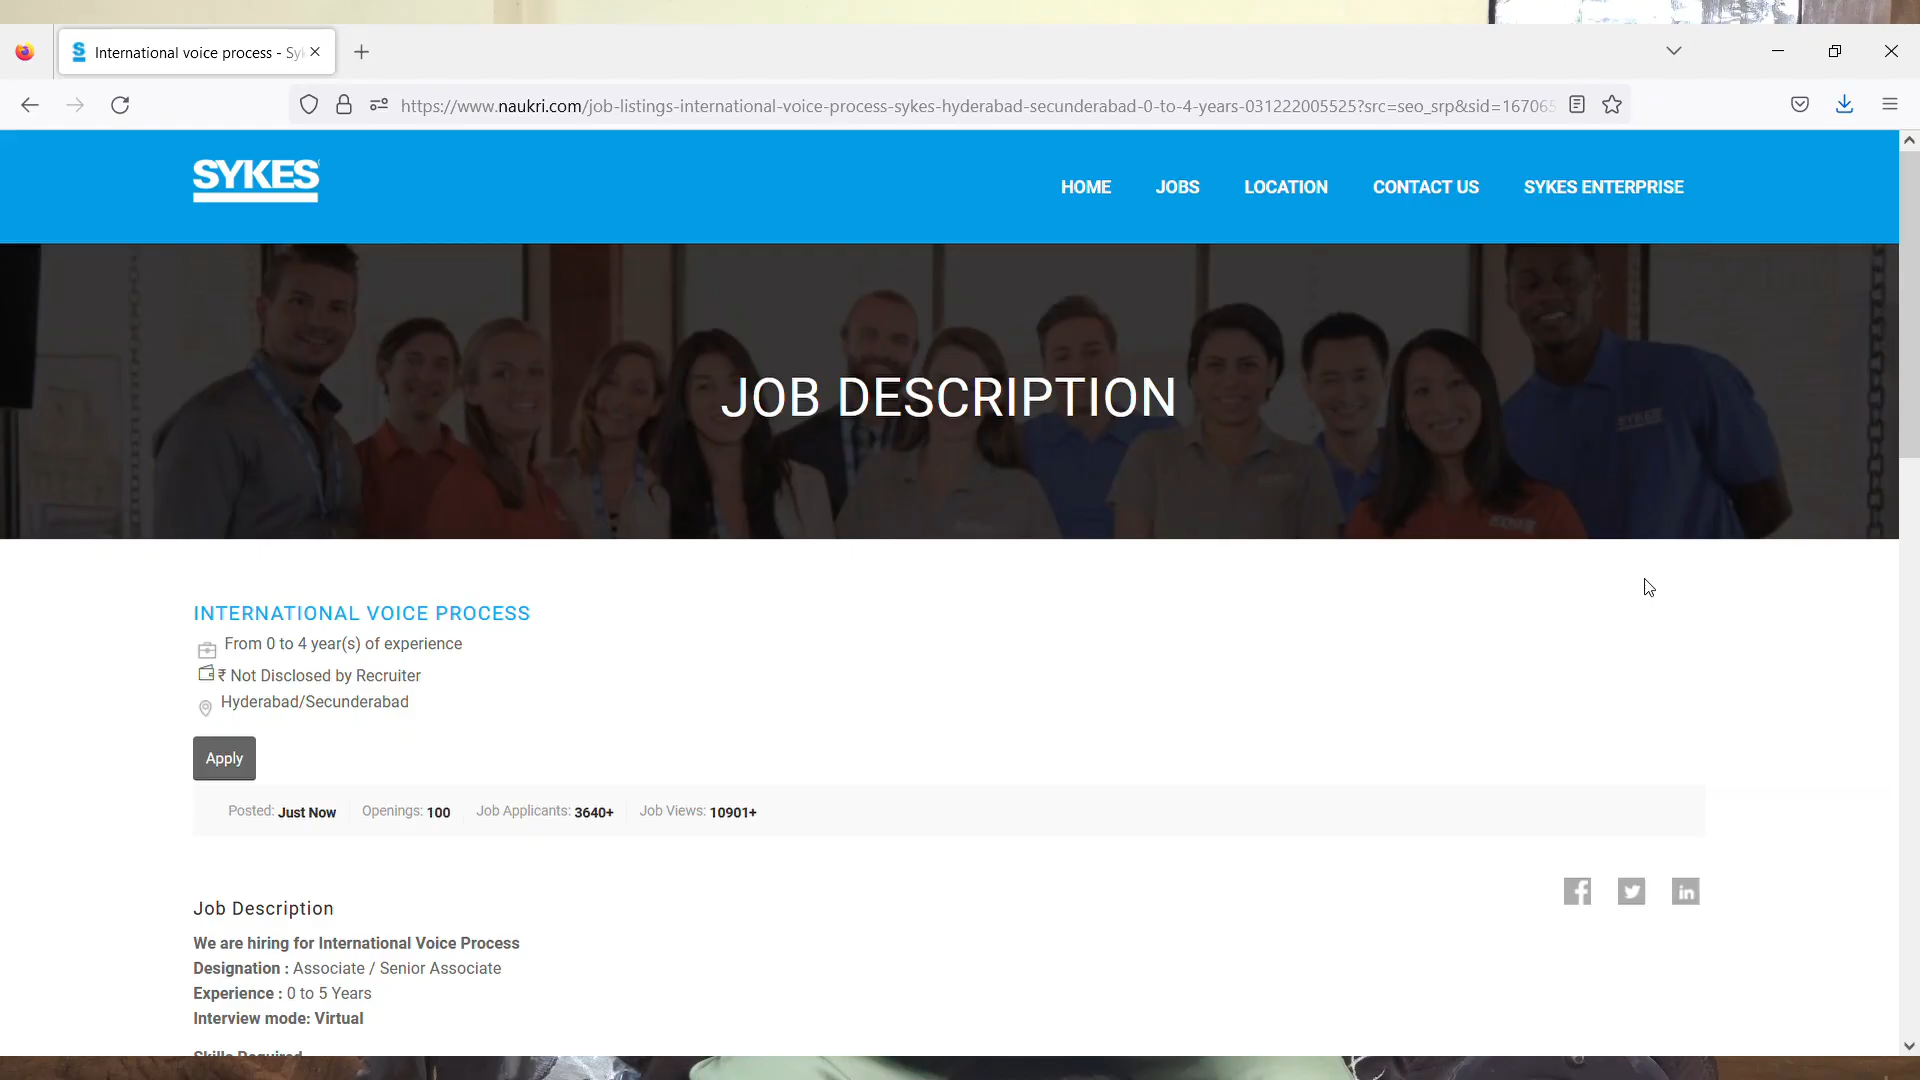 International voice process - Sy
https://www.naukri.com/job-listings-international-voice-process-sykes-hyderabad-secunderabad-0-to-4-years-031222005525?src=seo_srp&sid=167065
SYKES
HOME JOBS LOCATION CONTACT US SYKES ENTERPRISE
JOB DESCRIPTION
SYKES
INTERNATIONAL VOICE PROCESS
From 0 to 4 year(s) of experience
₹ Not Disclosed by Recruiter
Hyderabad/Secunderabad
Apply
Posted: Just Now Openings: 100 Job Applicants: 3640+ Job Views: 10901+
Job Description
We are hiring for International Voice Process
Designation : Associate / Senior Associate
Experience : 0 to 5 Years
Interview mode: Virtual
Skills Required